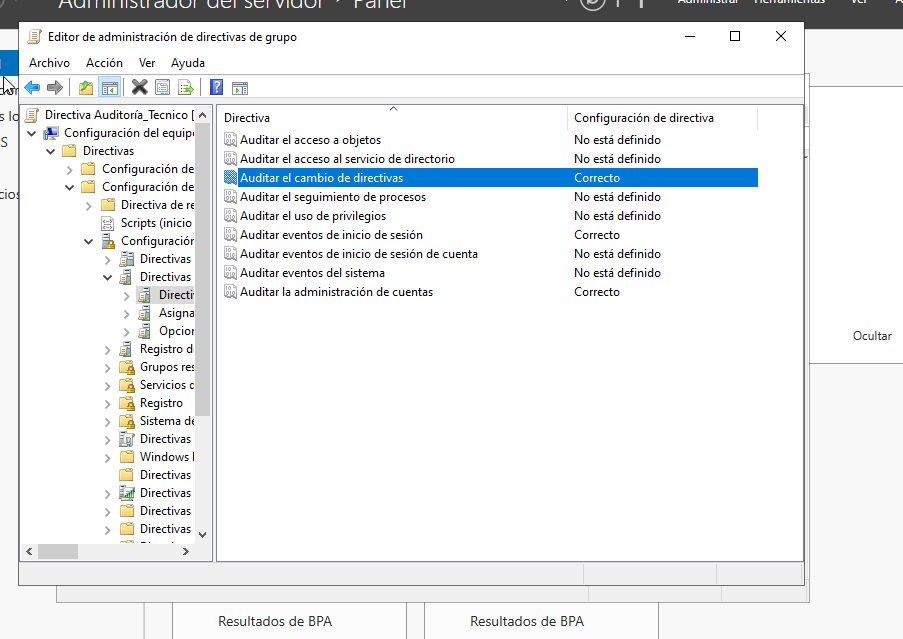 Administrador del servidor · Panel
Administrar Herramientas Ver
Editor de administración de directivas de grupo
Archivo Acción Ver Ayuda
Directiva Auditoría_Tecnico [
Configuración del equip
Directivas
Configuración de
Configuración de
Directiva de re
Scripts (inicio
Configuración
Directivas
Directivas
Directi
Asigna
Opcion
Registro d
Grupos res
Servicios d
Registro
Sistema de
Directivas
Windows
Directivas
Directivas
Directivas
Directivas
Directiva Configuración de directiva
Auditar el acceso a objetos No está definido
Auditar el acceso al servicio de directorio No está definido
Auditar el cambio de directivas Correcto
Auditar el seguimiento de procesos No está definido
Auditar el uso de privilegios No está definido
Auditar eventos de inicio de sesión Correcto
Auditar eventos de inicio de sesión de cuenta No está definido
Auditar eventos del sistema No está definido
Auditar la administración de cuentas Correcto
Ocultar
Resultados de BPA Resultados de BPA